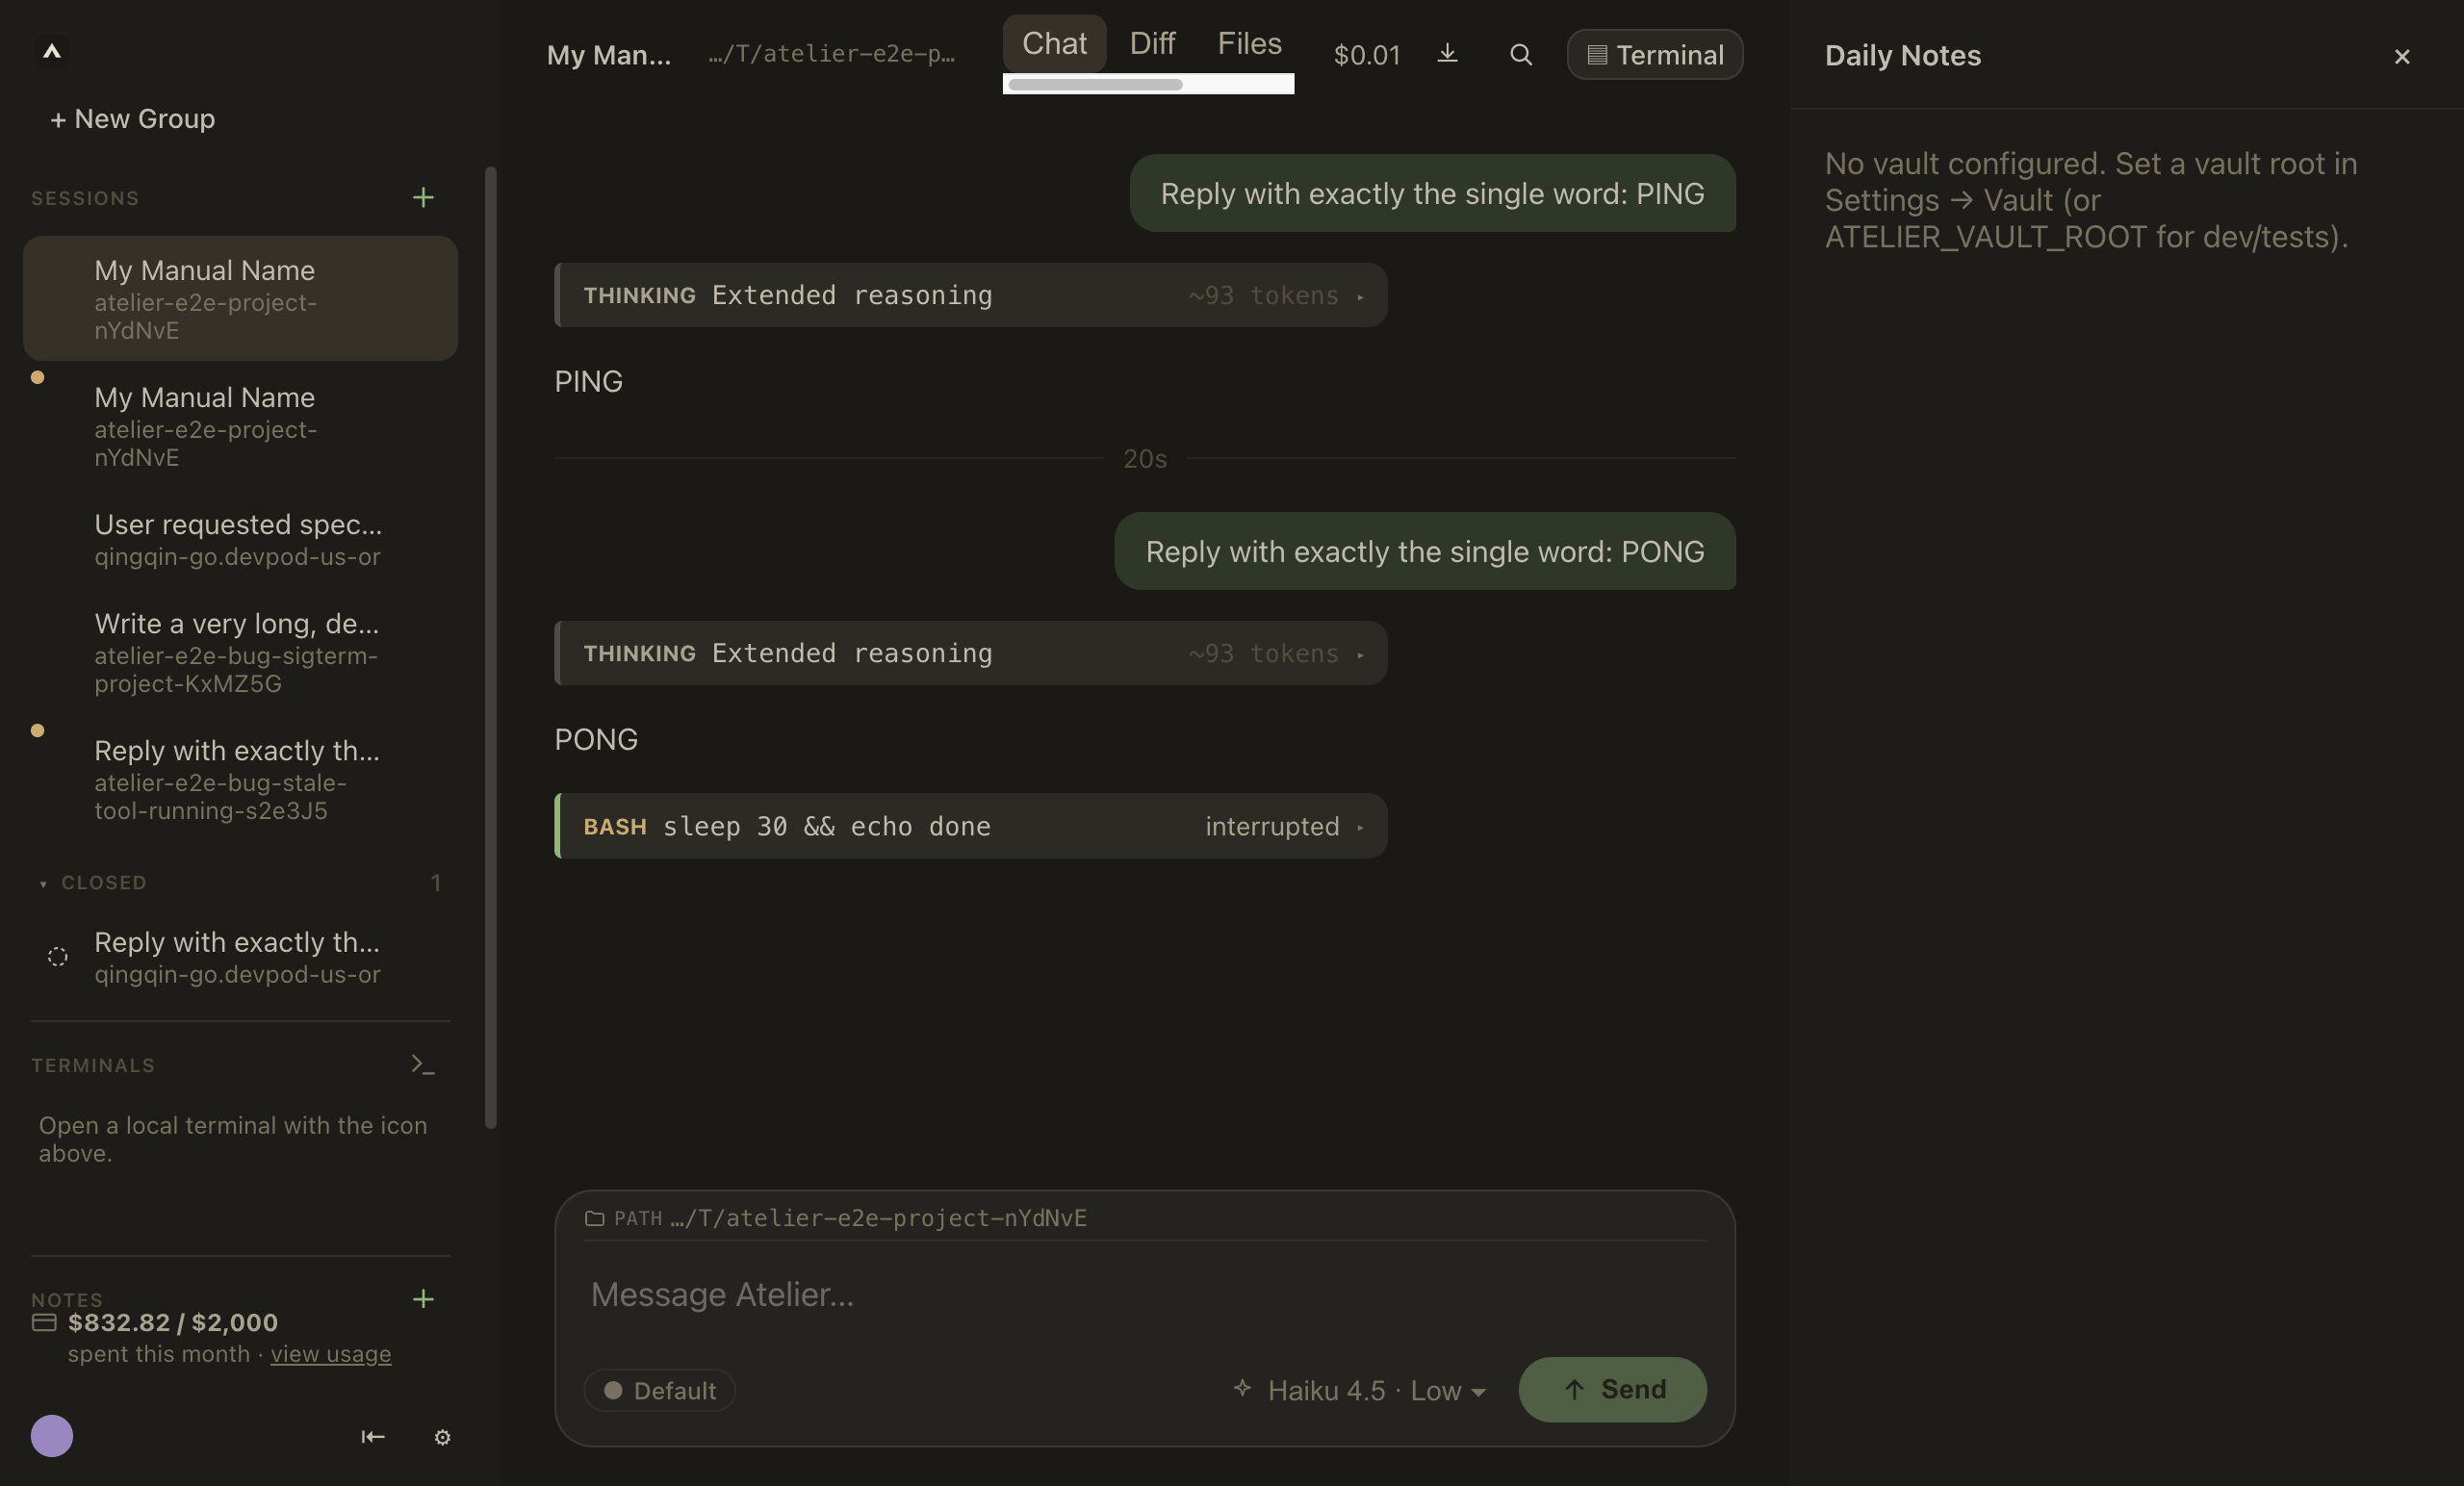 + New Group
SESSIONS
My Manual Name
atelier-e2e-project-
nYdNvE
My Manual Name
atelier-e2e-project-
nYdNvE
User requested spec...
qingqin-go.devpod-us-or
Write a very long, de...
atelier-e2e-bug-sigterm-
project-KxMZ5G
Reply with exactly th...
atelier-e2e-bug-stale-
tool-running-s2e3J5
CLOSED 1
Reply with exactly th...
qingqin-go.devpod-us-or
TERMINALS
Open a local terminal with the icon
above.
NOTES
$832.82 / $2,000
spent this month · view usage
My Man... …/T/atelier-e2e-p… Chat Diff Files $0.01 Terminal
Reply with exactly the single word: PING
THINKING Extended reasoning ~93 tokens
PING
20s
Reply with exactly the single word: PONG
THINKING Extended reasoning ~93 tokens
PONG
BASH sleep 30 && echo done interrupted
PATH …/T/atelier-e2e-project-nYdNvE
Message Atelier...
Default Haiku 4.5 · Low Send
Daily Notes
No vault configured. Set a vault root in
Settings → Vault (or
ATELIER_VAULT_ROOT for dev/tests).